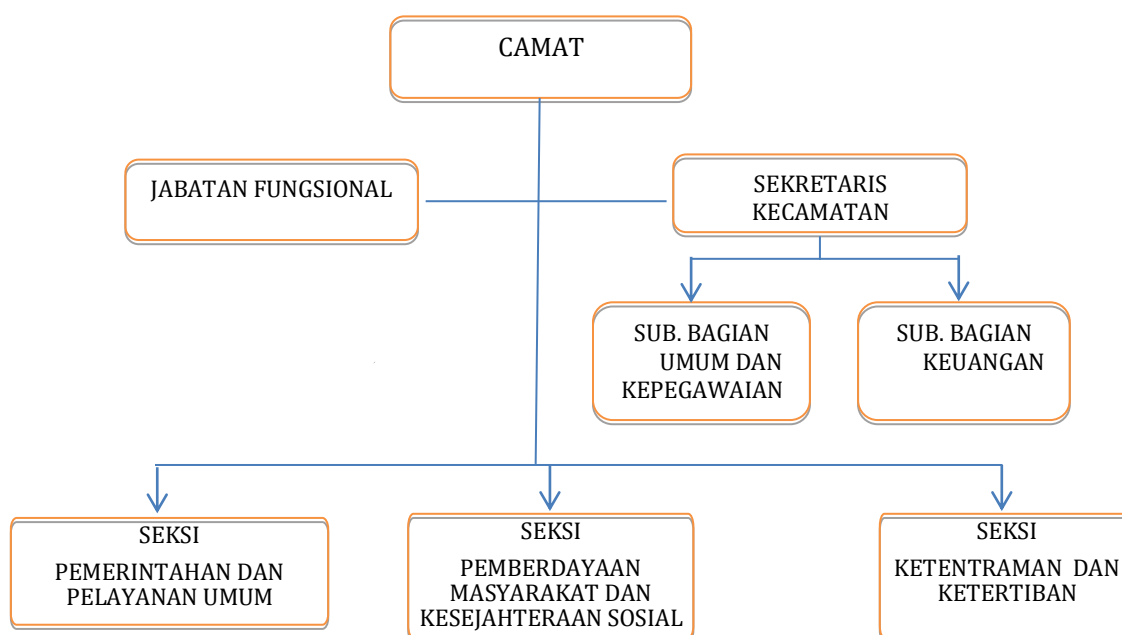 CAMAT
JABATAN FUNGSIONAL
SEKRETARIS
KECAMATAN
SUB. BAGIAN
UMUM DAN
KEPEGAWAIAN
SUB. BAGIAN
KEUANGAN
SEKSI
PEMERINTAHAN DAN
PELAYANAN UMUM
SEKSI
PEMBERDAYAAN
MASYARAKAT DAN
KESEJAHTERAAN SOSIAL
SEKSI
KETENTRAMAN DAN
KETERTIBAN